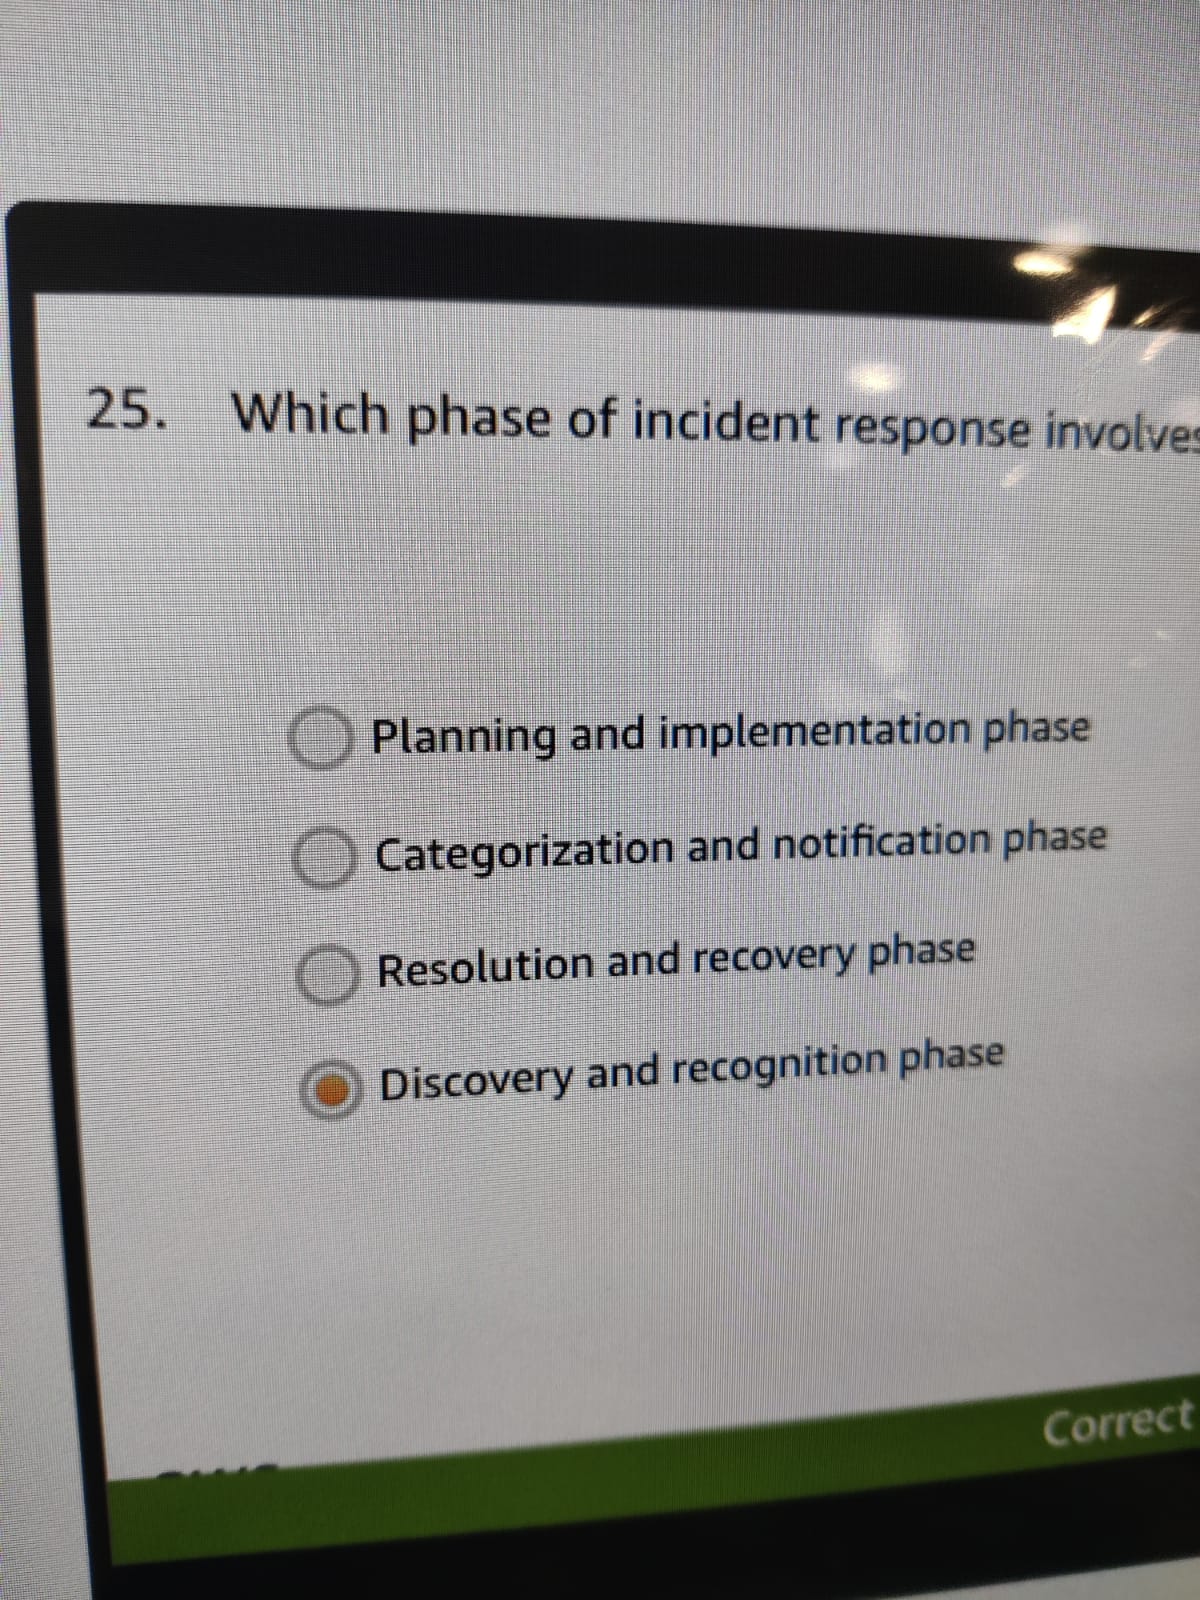 25. Which phase of incident response involves
Planning and implementation phase
Categorization and notification phase
Resolution and recovery phase
Discovery and recognition phase
Correct